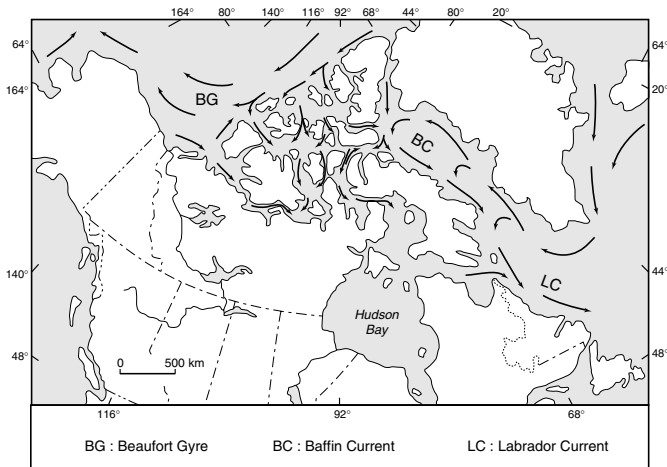 164° 80° 140° 116° 92° 68° 44° 80° 20°
64° 64°
164° 20°
BG
BC
140° 44°
LC
Hudson
Bay
48° 0 500 km 48°
116° 92° 68°
BG : Beaufort Gyre BC : Baffin Current LC : Labrador Current